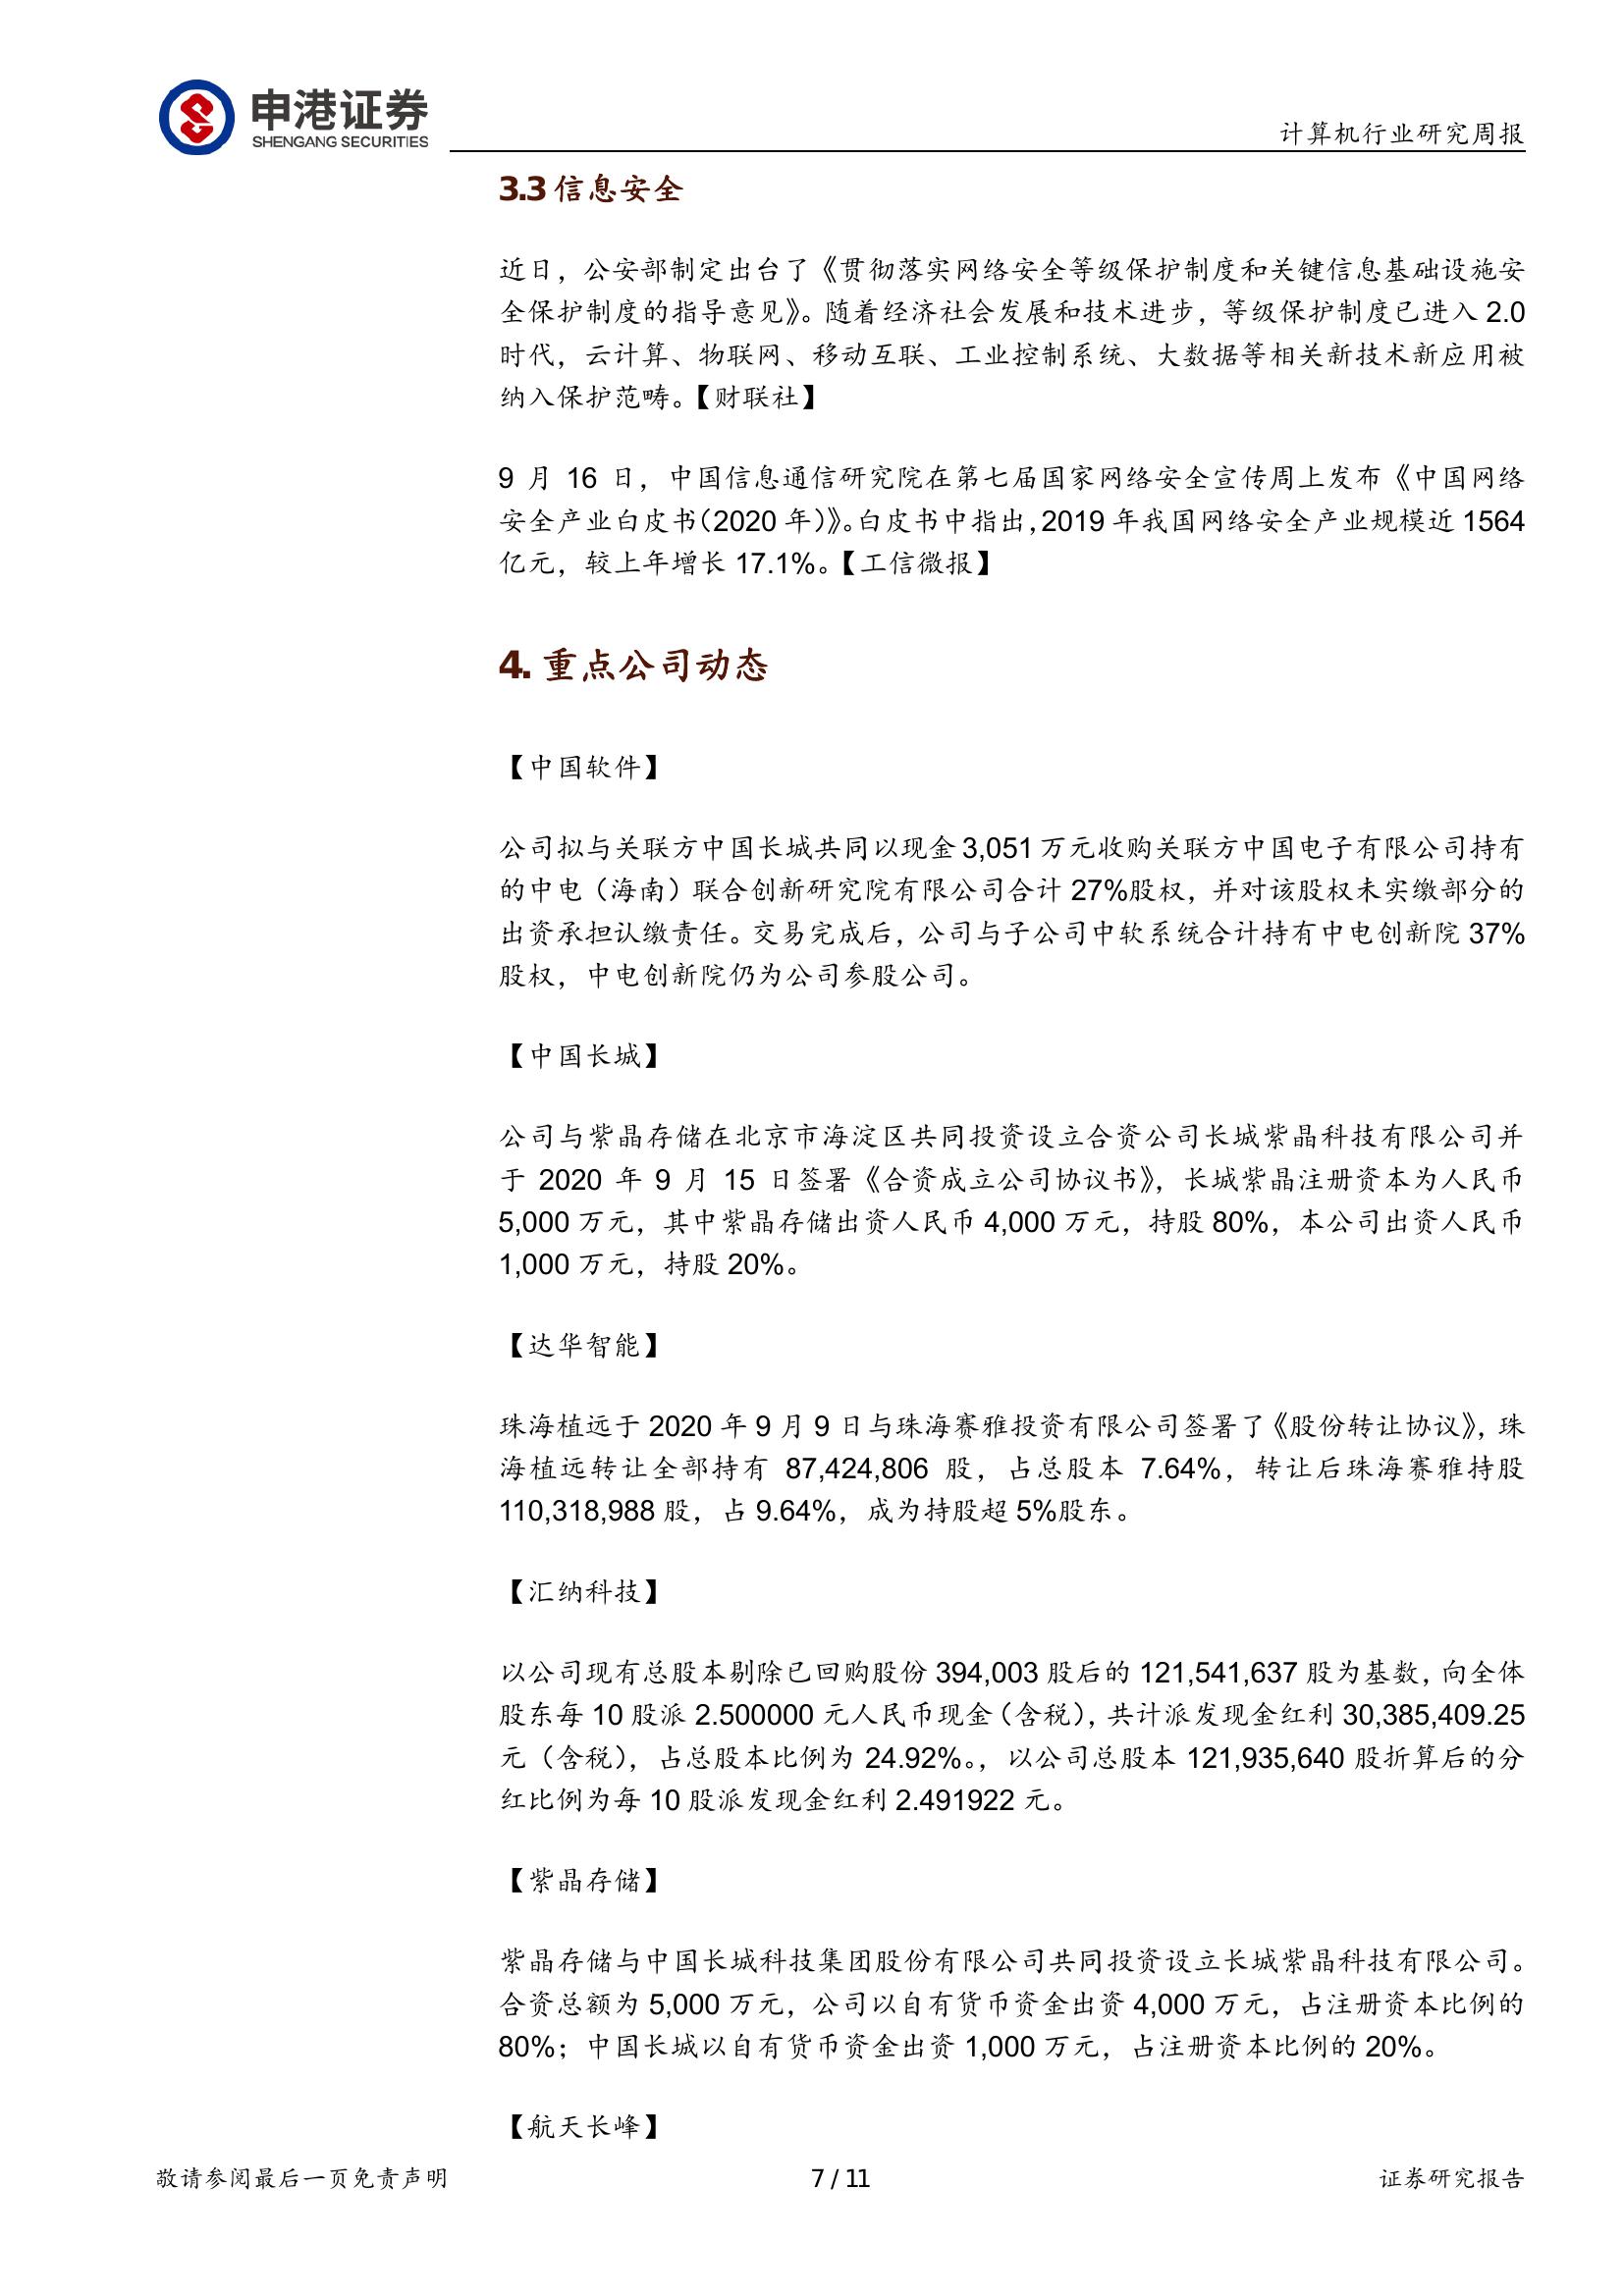 申港证券
SHENGANG SECURITIES
计算机行业研究周报
3.3 信息安全
近日，公安部制定出台了《贯彻落实网络安全等级保护制度和关键信息基础设施安
全保护制度的指导意见》。随着经济社会发展和技术进步，等级保护制度已进入 2.0
时代，云计算、物联网、移动互联、工业控制系统、大数据等相关新技术新应用被
纳入保护范畴。【财联社】
9 月 16 日，中国信息通信研究院在第七届国家网络安全宣传周上发布《中国网络
安全产业白皮书（2020 年）》。白皮书中指出，2019 年我国网络安全产业规模近 1564
亿元，较上年增长 17.1%。【工信微报】
4. 重点公司动态
【中国软件】
公司拟与关联方中国长城共同以现金 3,051 万元收购关联方中国电子有限公司持有
的中电（海南）联合创新研究院有限公司合计 27%股权，并对该股权未实缴部分的
出资承担认缴责任。交易完成后，公司与子公司中软系统合计持有中电创新院 37%
股权，中电创新院仍为公司参股公司。
【中国长城】
公司与紫晶存储在北京市海淀区共同投资设立合资公司长城紫晶科技有限公司并
于 2020 年 9 月 15 日签署《合资成立公司协议书》，长城紫晶注册资本为人民币
5,000 万元，其中紫晶存储出资人民币 4,000 万元，持股 80%，本公司出资人民币
1,000 万元，持股 20%。
【达华智能】
珠海植远于 2020 年 9 月 9 日与珠海赛雅投资有限公司签署了《股份转让协议》，珠
海植远转让全部持有 87,424,806 股，占总股本 7.64%，转让后珠海赛雅持股
110,318,988 股，占 9.64%，成为持股超 5%股东。
【汇纳科技】
以公司现有总股本剔除已回购股份 394,003 股后的 121,541,637 股为基数，向全体
股东每 10 股派 2.500000 元人民币现金（含税），共计派发现金红利 30,385,409.25
元（含税），占总股本比例为 24.92%。，以公司总股本 121,935,640 股折算后的分
红比例为每 10 股派发现金红利 2.491922 元。
【紫晶存储】
紫晶存储与中国长城科技集团股份有限公司共同投资设立长城紫晶科技有限公司。
合资总额为 5,000 万元，公司以自有货币资金出资 4,000 万元，占注册资本比例的
80%；中国长城以自有货币资金出资 1,000 万元，占注册资本比例的 20%。
【航天长峰】
敬请参阅最后一页免责声明
7 / 11
证券研究报告